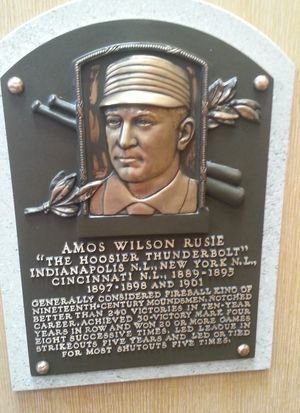 AMOS WILSON RUSIE
"THE HOOSIER THUNDERBOLT"
INDIANAPOLIS N.L., NEW YORK N.L.,
CINCINNATI N.L., 1889-1895
1897-1898 AND 1901
GENERALLY CONSIDERED FIREBALL KING OF
NINETEENTH-CENTURY MOUNDSMEN. NOTCHED
BETTER THAN 240 VICTORIES IN TEN-YEAR
CAREER. ACHIEVED 30-VICTORY MARK FOUR
YEARS IN ROW AND WON 20 OR MORE GAMES
EIGHT SUCCESSIVE TIMES. LED LEAGUE IN
STRIKEOUTS FIVE YEARS AND LED OR TIED
FOR MOST SHUTOUTS FIVE TIMES.